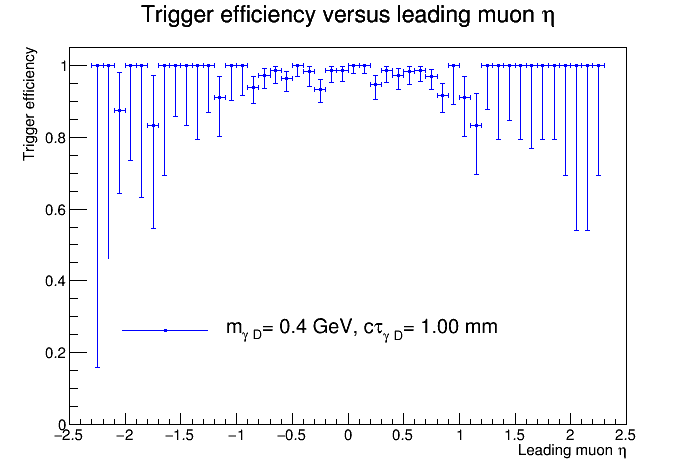 Trigger efficiency versus leading muon η
Trigger efficiency
1
0.8
0.6
0.4
0.2
0
m_γ D= 0.4 GeV, cτ_γ D= 1.00 mm
−2.5 −2 −1.5 −1 −0.5 0 0.5 1 1.5 2 2.5
Leading muon η